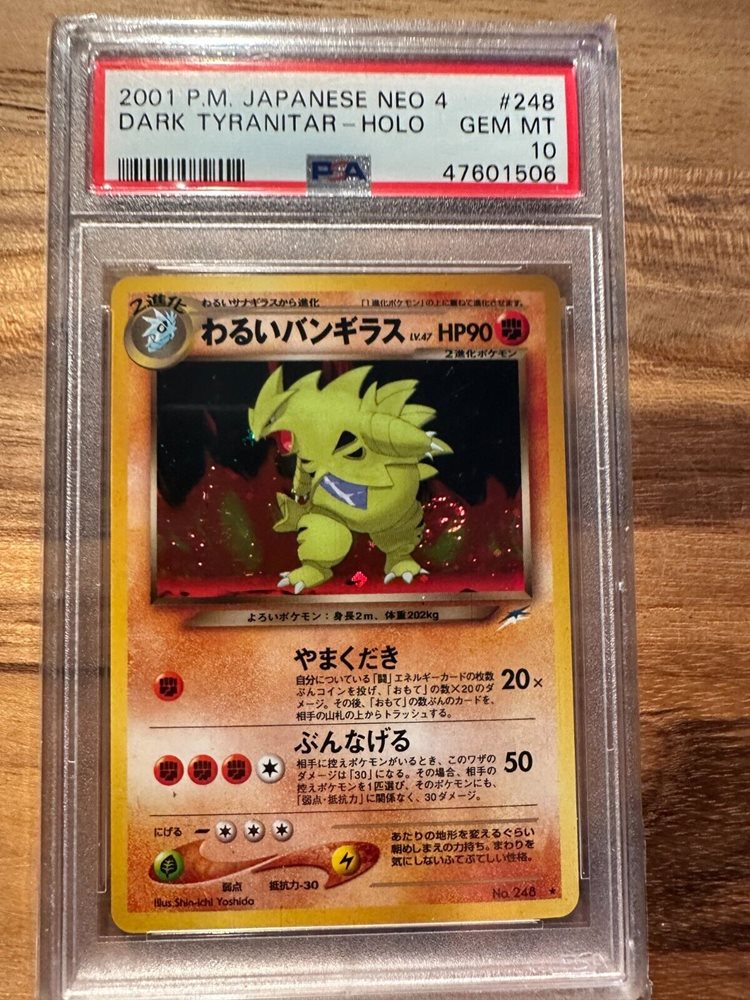 2001 P.M. JAPANESE NEO 4 #248
DARK TYRANITAR - HOLO GEM MT
10
PSA 47601506
2進化 わるいサナギラスから進化 「1進化ポケモン」の上に重ねて進化させます。
わるいバンギラス LV.47 HP90
2進化ポケモン
よろいポケモン：身長2m、体重202kg
やまくだき
自分についている「闘」エネルギーカードの枚数
ぶんコインを投げ、「おもて」の数×20のダ
メージ。その後、「おもて」の数ぶんのカードを、
相手の山札の上からトラッシュする。
20×
ぶんなげる
相手に控えポケモンがいるとき、このワザの
ダメージは「30」になる。その場合、相手の
控えポケモンを1匹選び、そのポケモンにも、
「弱点・抵抗力」に関係なく、30ダメージ。
50
にげる
弱点 抵抗力-30
あたりの地形を変えるぐらい
朝めしまえの力持ち。まわりを
気にしないふてぶてしい性格。
Illus.Shin-ichi Yoshida
No. 248 ★